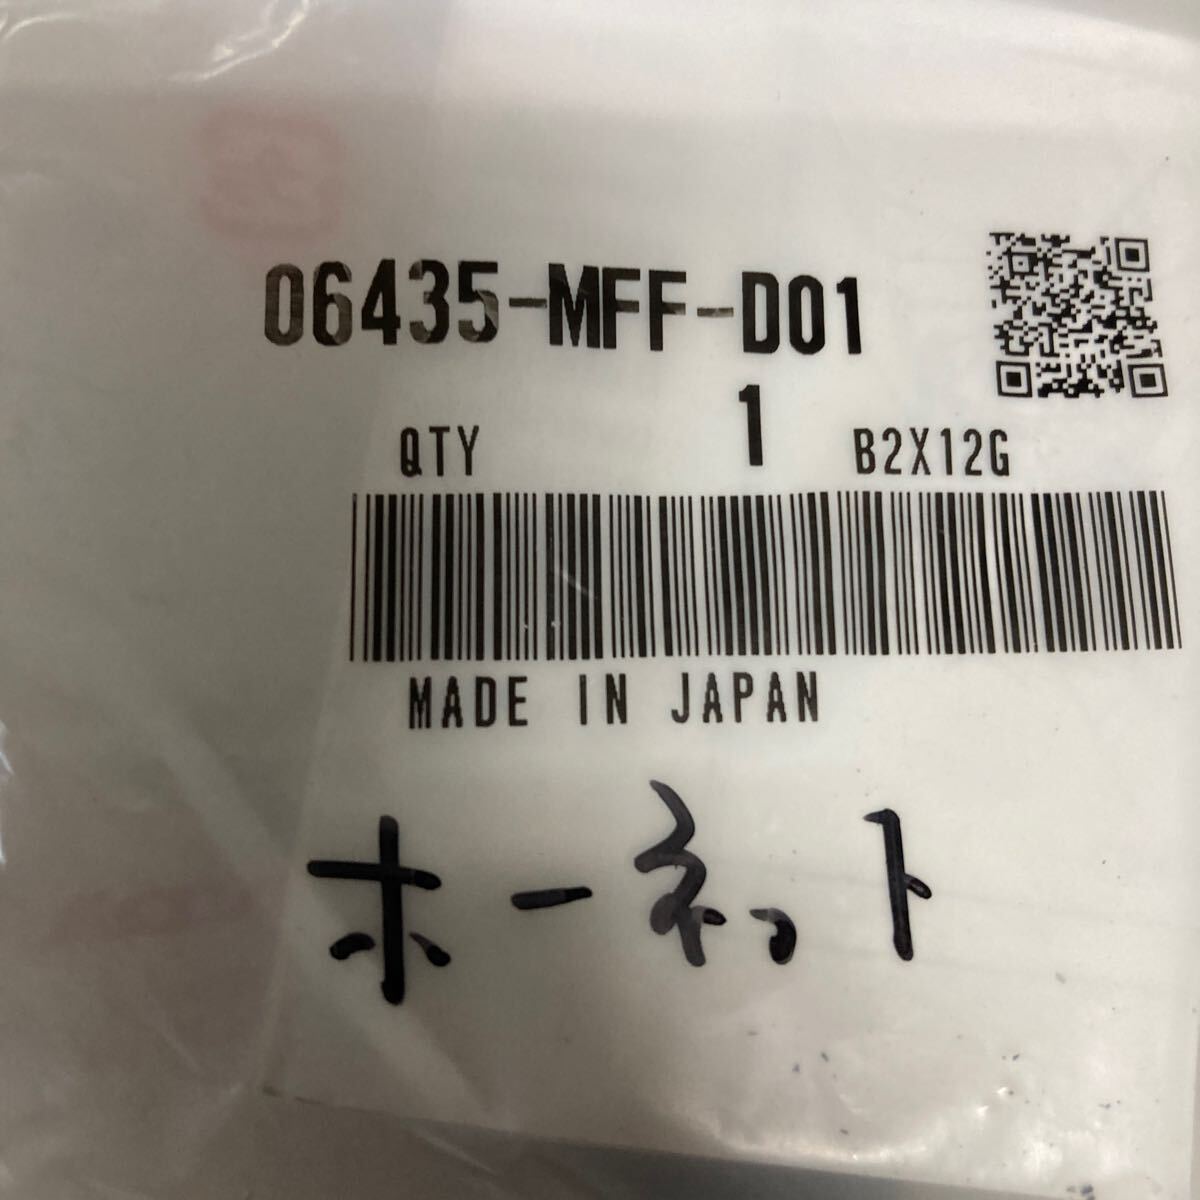 06435-MFF-D01
QTY 1 B2X12G
MADE IN JAPAN
ホーネット